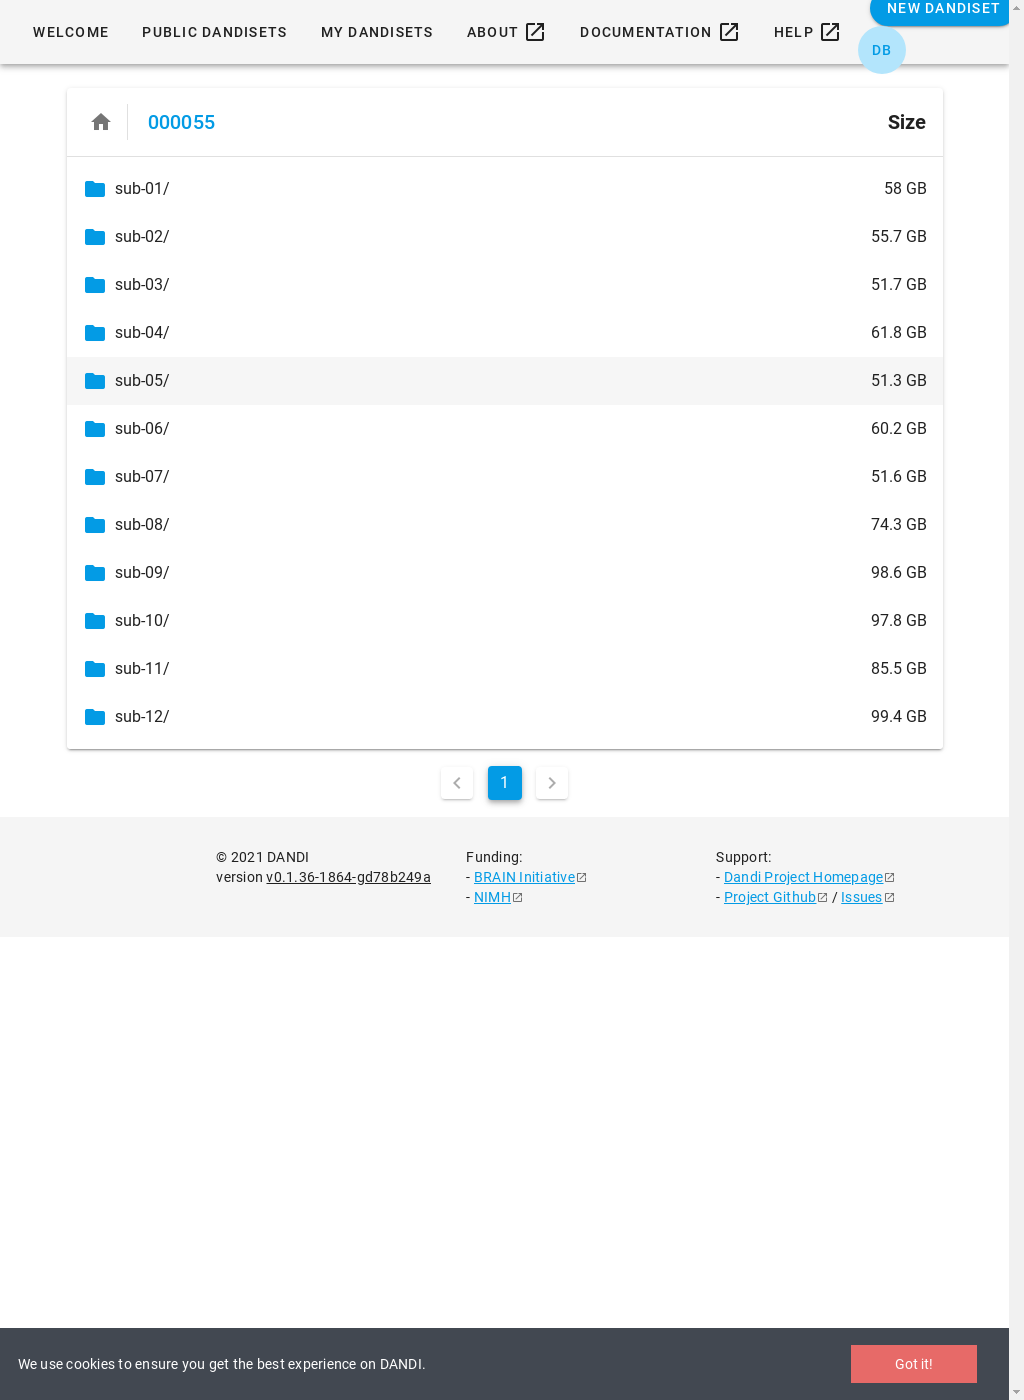 NEW DANDISET
WELCOME PUBLIC DANDISETS MY DANDISETS ABOUT DOCUMENTATION HELP
DB
000055 Size
sub-01/ 58 GB
sub-02/ 55.7 GB
sub-03/ 51.7 GB
sub-04/ 61.8 GB
sub-05/ 51.3 GB
sub-06/ 60.2 GB
sub-07/ 51.6 GB
sub-08/ 74.3 GB
sub-09/ 98.6 GB
sub-10/ 97.8 GB
sub-11/ 85.5 GB
sub-12/ 99.4 GB
1
© 2021 DANDI
version v0.1.36-1864-gd78b249a
Funding:
- BRAIN Initiative
- NIMH
Support:
- Dandi Project Homepage
- Project Github / Issues
We use cookies to ensure you get the best experience on DANDI.
Got it!